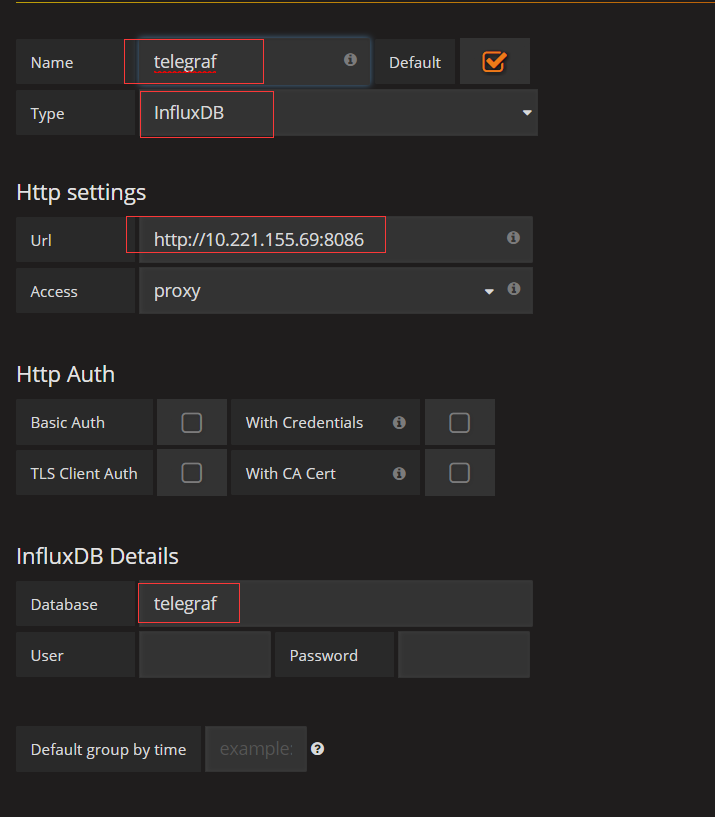 Name telegraf Default
Type InfluxDB
Http settings
Url http://10.221.155.69:8086
Access proxy
Http Auth
Basic Auth With Credentials
TLS Client Auth With CA Cert
InfluxDB Details
Database telegraf
User Password
Default group by time example: